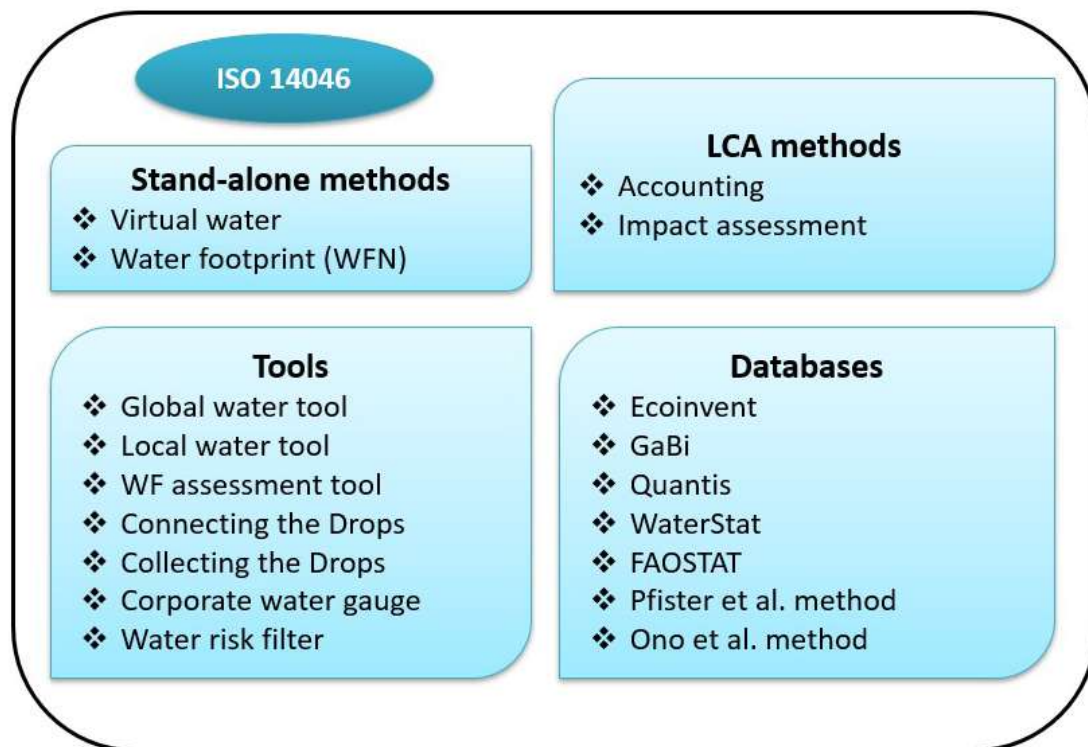 ISO 14046
Stand-alone methods
❖ Virtual water
❖ Water footprint (WFN)
LCA methods
❖ Accounting
❖ Impact assessment
Tools
❖ Global water tool
❖ Local water tool
❖ WF assessment tool
❖ Connecting the Drops
❖ Collecting the Drops
❖ Corporate water gauge
❖ Water risk filter
Databases
❖ Ecoinvent
❖ GaBi
❖ Quantis
❖ WaterStat
❖ FAOSTAT
❖ Pfister et al. method
❖ Ono et al. method